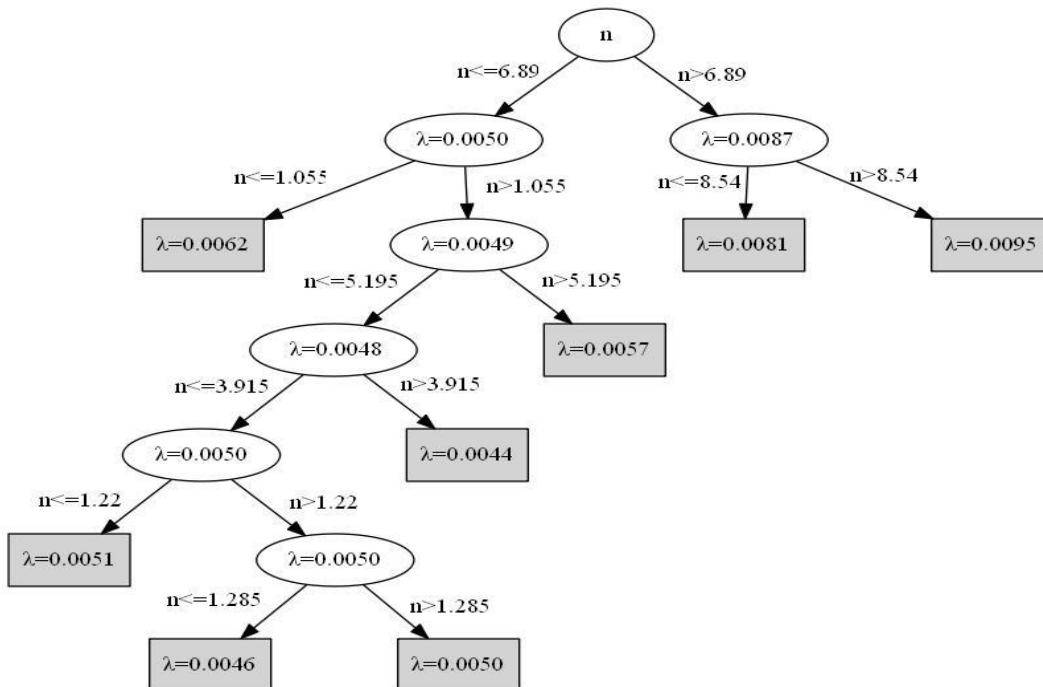 n
n<=6.89
n>6.89
λ=0.0050
λ=0.0087
n<=1.055
n>1.055
n<=8.54
n>8.54
λ=0.0062
λ=0.0049
λ=0.0081
λ=0.0095
n<=5.195
n>5.195
λ=0.0048
λ=0.0057
n<=3.915
n>3.915
λ=0.0050
λ=0.0044
n<=1.22
n>1.22
λ=0.0051
λ=0.0050
n<=1.285
n>1.285
λ=0.0046
λ=0.0050